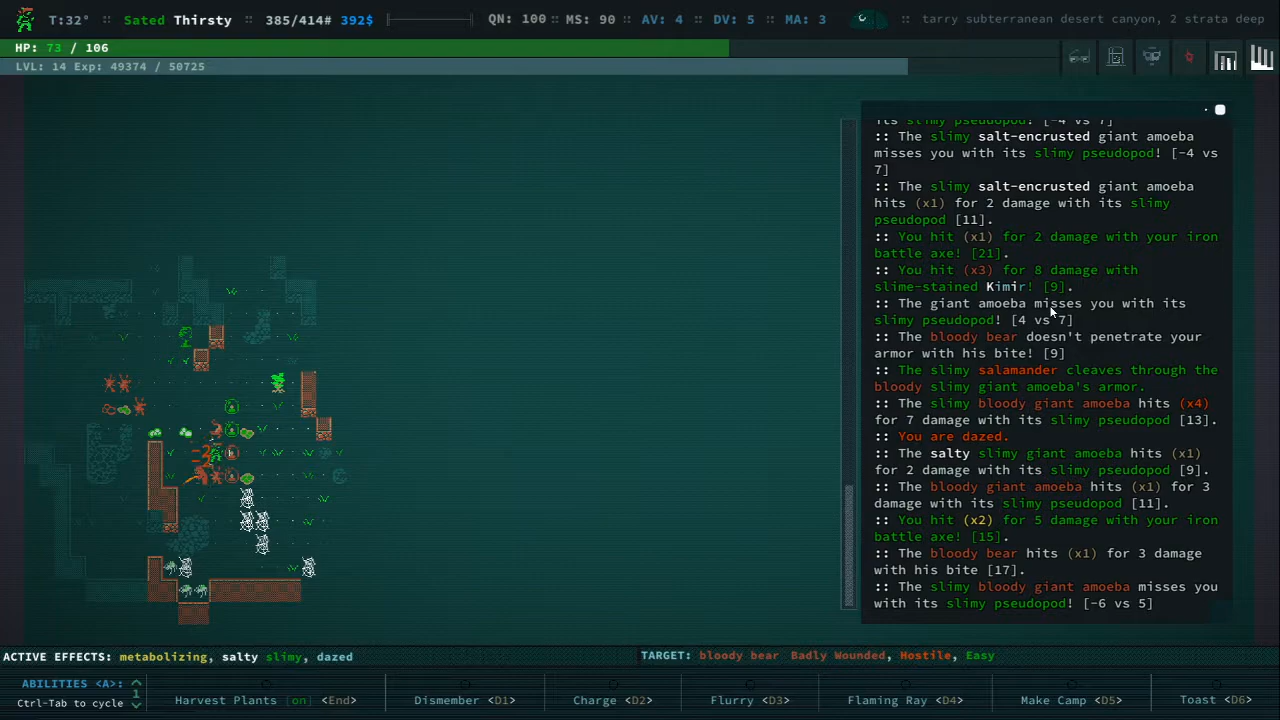 T:32° :: Sated Thirsty :: 385/414# 392$ QN: 100 :: MS: 90 :: AV: 4 :: DV: 5 :: MA: 3 :: tarry subterranean desert canyon, 2 strata deep
HP: 73 / 106
LVL: 14 Exp: 49374 / 50725
its slimy pseudopod! [-4 vs 7]
:: The slimy salt-encrusted giant amoeba
misses you with its slimy pseudopod! [-4 vs
7]
:: The slimy salt-encrusted giant amoeba
hits (x1) for 2 damage with its slimy
pseudopod [11].
:: You hit (x1) for 2 damage with your iron
battle axe! [21].
:: You hit (x3) for 8 damage with
slime-stained Kimir! [9].
:: The giant amoeba misses you with its
slimy pseudopod! [4 vs 7]
:: The bloody bear doesn't penetrate your
armor with his bite! [9]
:: The slimy salamander cleaves through the
bloody slimy giant amoeba's armor.
:: The slimy bloody giant amoeba hits (x4)
for 7 damage with its slimy pseudopod [13].
:: You are dazed.
:: The salty slimy giant amoeba hits (x1)
for 2 damage with its slimy pseudopod [9].
:: The bloody giant amoeba hits (x1) for 3
damage with its slimy pseudopod [11].
:: You hit (x2) for 5 damage with your iron
battle axe! [15].
:: The bloody bear hits (x1) for 3 damage
with his bite [17].
:: The slimy bloody giant amoeba misses you
with its slimy pseudopod! [-6 vs 5]
ACTIVE EFFECTS: metabolizing, salty slimy, dazed
TARGET: bloody bear Badly Wounded, Hostile, Easy
ABILITIES <A>: 1
Ctrl-Tab to cycle
Harvest Plants [on] <End> Dismember <D1> Charge <D2> Flurry <D3> Flaming Ray <D4> Make Camp <D5> Toast <D6>